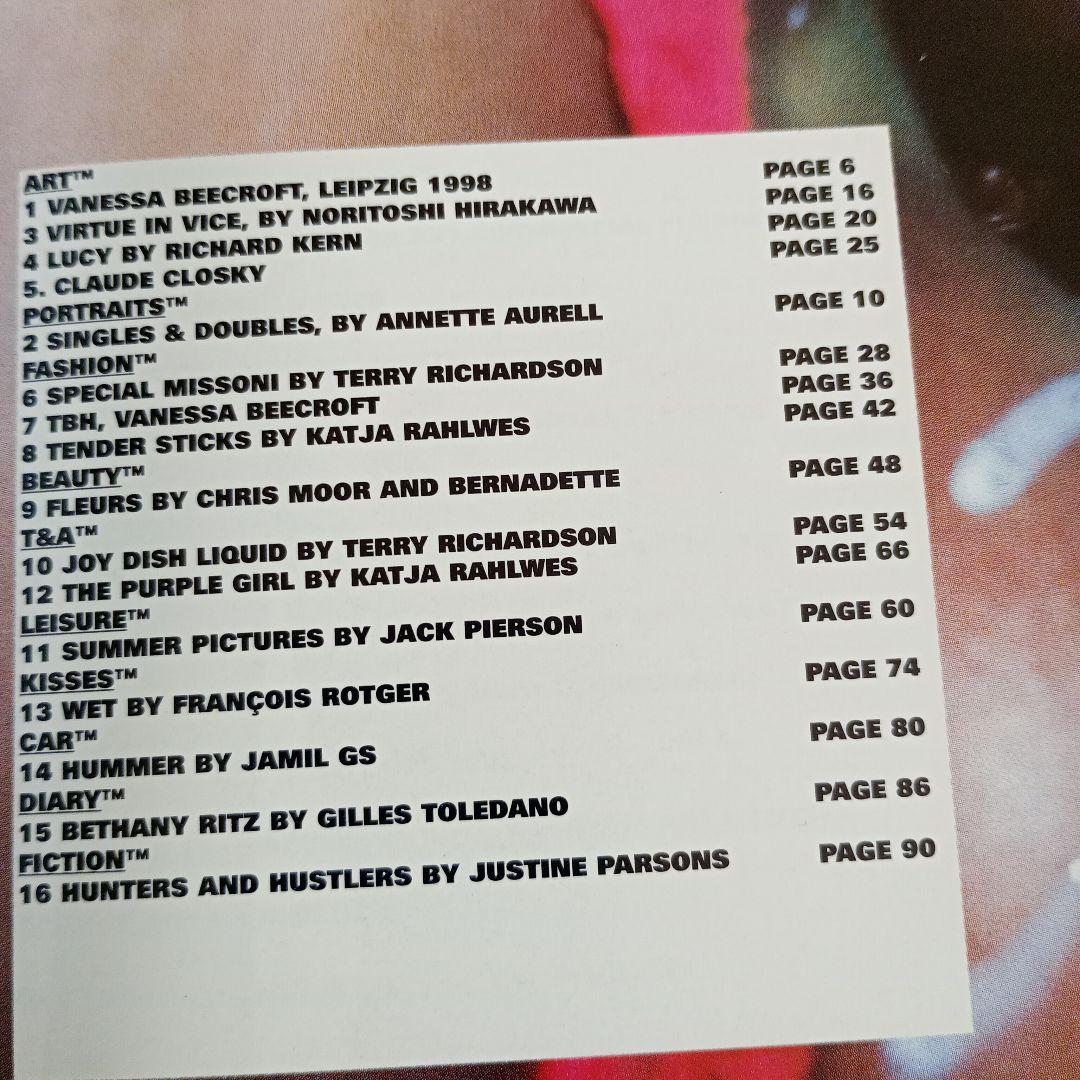 ART™
1 VANESSA BEECROFT, LEIPZIG 1998 PAGE 6
3 VIRTUE IN VICE, BY NORITOSHI HIRAKAWA PAGE 16
4 LUCY BY RICHARD KERN PAGE 20
5. CLAUDE CLOSKY PAGE 25
PORTRAITS™
2 SINGLES & DOUBLES, BY ANNETTE AURELL PAGE 10
FASHION™
6 SPECIAL MISSONI BY TERRY RICHARDSON PAGE 28
7 TBH, VANESSA BEECROFT PAGE 36
8 TENDER STICKS BY KATJA RAHLWES PAGE 42
BEAUTY™
9 FLEURS BY CHRIS MOOR AND BERNADETTE PAGE 48
T&A™
10 JOY DISH LIQUID BY TERRY RICHARDSON PAGE 54
12 THE PURPLE GIRL BY KATJA RAHLWES PAGE 66
LEISURE™
11 SUMMER PICTURES BY JACK PIERSON PAGE 60
KISSES™
13 WET BY FRANÇOIS ROTGER PAGE 74
CAR™
14 HUMMER BY JAMIL GS PAGE 80
DIARY™
15 BETHANY RITZ BY GILLES TOLEDANO PAGE 86
FICTION™
16 HUNTERS AND HUSTLERS BY JUSTINE PARSONS PAGE 90